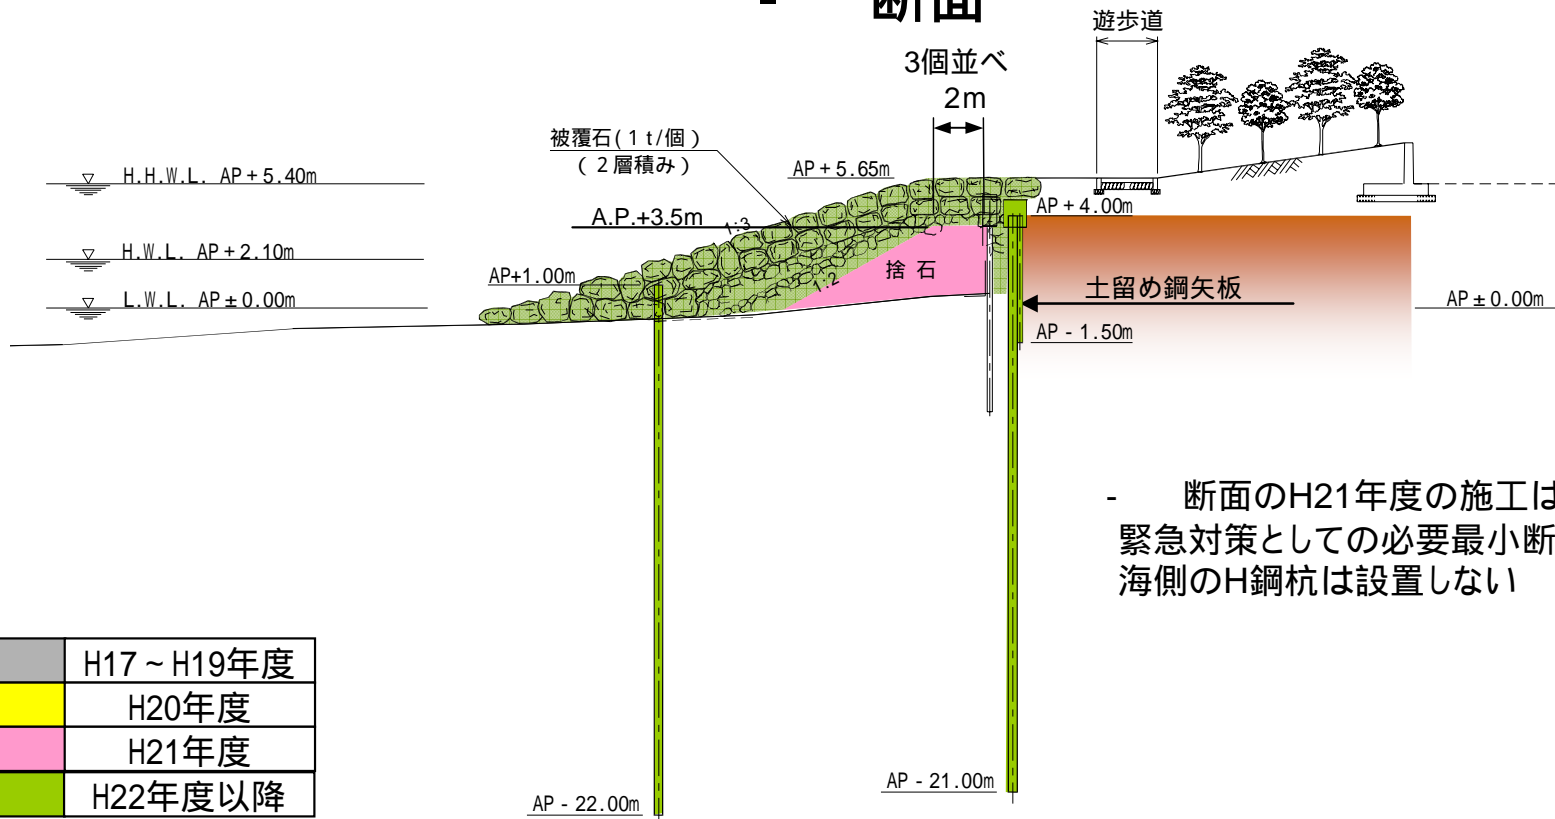 - 断面
遊歩道
3個並べ
2m
被覆石(1t/個)
(2層積み)
AP+5.65m
H.H.W.L. AP+5.40m
A.P.+3.5m
1:3
AP+4.00m
H.W.L. AP+2.10m
捨石
AP+1.00m
1:2
土留め鋼矢板
L.W.L. AP±0.00m
AP±0.00m
AP-1.50m
- 断面のH21年度の施工は
緊急対策としての必要最小断
海側のH鋼杭は設置しない
H17~H19年度
H20年度
H21年度
H22年度以降
AP-21.00m
AP-22.00m